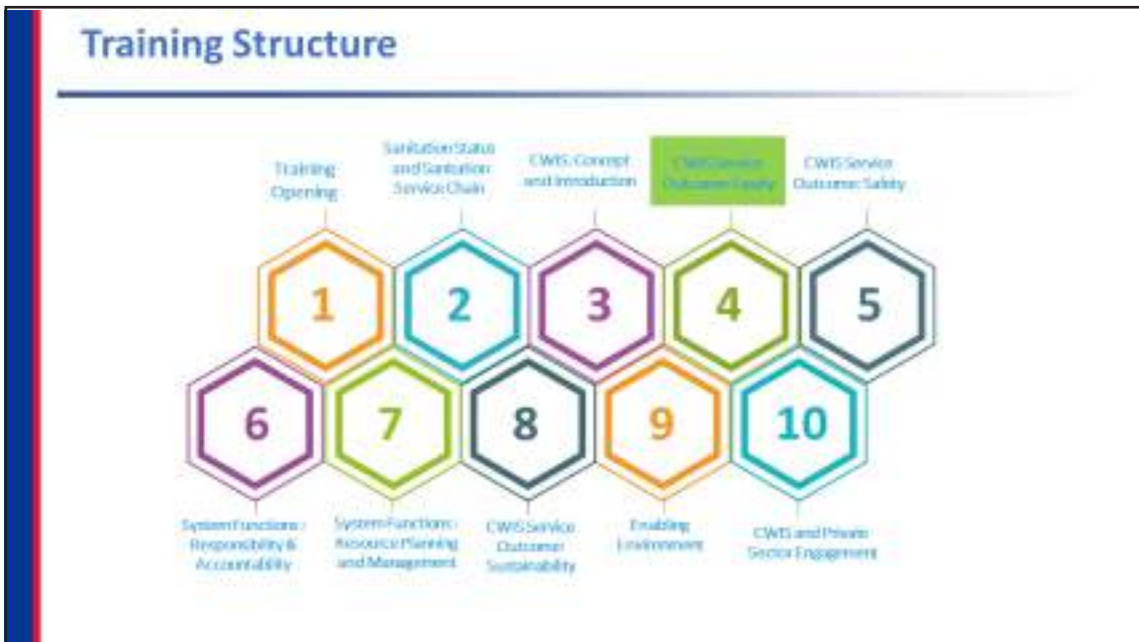 Training Structure
Training
Opening
Sanitation Status
and Sanitation
Service Chain
CWIS: Concept
and Introduction
CWIS Service
Outcome: Equity
CWIS Service
Outcome: Safety
1
2
3
4
5
6
7
8
9
10
System Functions :
Responsibility &
Accountability
System Functions :
Resource Planning
and Management
CWIS Service
Outcome:
Sustainability
Enabling
Environment
CWIS and Private
Sector Engagement